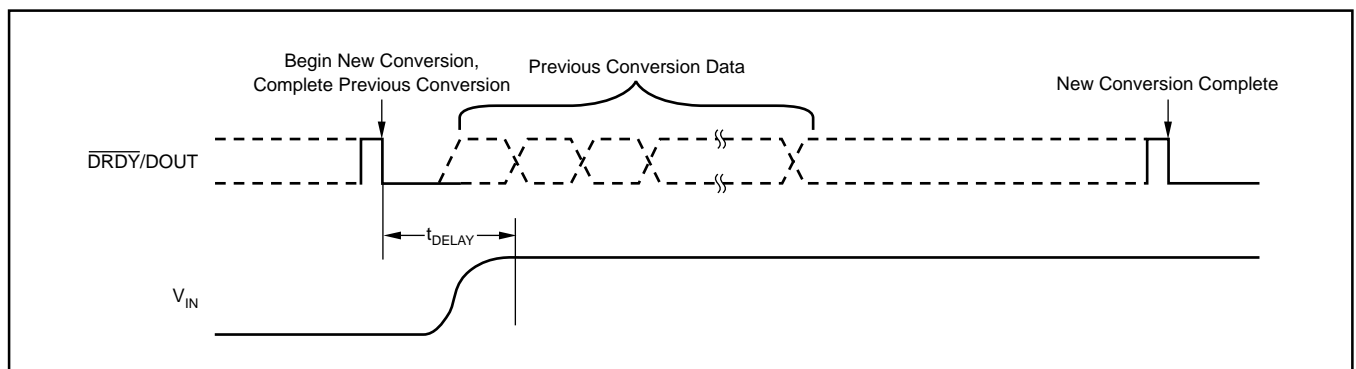 Begin New Conversion,
Complete Previous Conversion
Previous Conversion Data
New Conversion Complete
DRDY/DOUT
tDELAY
VIN